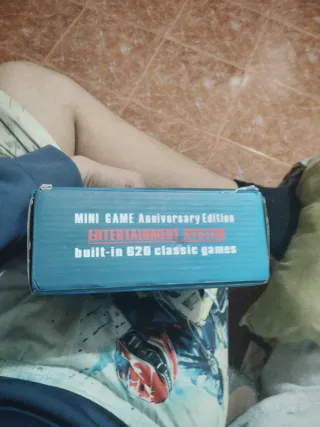 MINI GAME Anniversary Edition
ENTERTAINMENT SYSTEM
built-in 620 classic games